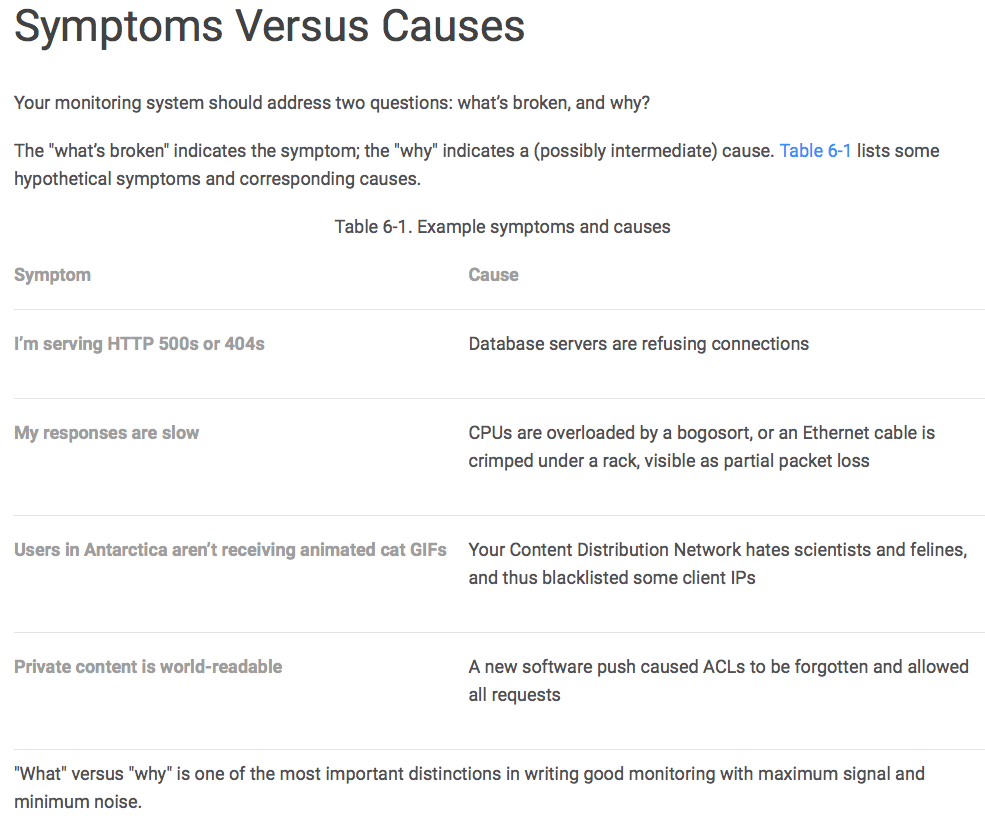 Symptoms Versus Causes
Your monitoring system should address two questions: what’s broken, and why?
The "what’s broken" indicates the symptom; the "why" indicates a (possibly intermediate) cause. Table 6-1 lists some
hypothetical symptoms and corresponding causes.
Table 6-1. Example symptoms and causes
Symptom Cause
I’m serving HTTP 500s or 404s Database servers are refusing connections
My responses are slow CPUs are overloaded by a bogosort, or an Ethernet cable is
crimped under a rack, visible as partial packet loss
Users in Antarctica aren’t receiving animated cat GIFs Your Content Distribution Network hates scientists and felines,
and thus blacklisted some client IPs
Private content is world-readable A new software push caused ACLs to be forgotten and allowed
all requests
"What" versus "why" is one of the most important distinctions in writing good monitoring with maximum signal and
minimum noise.